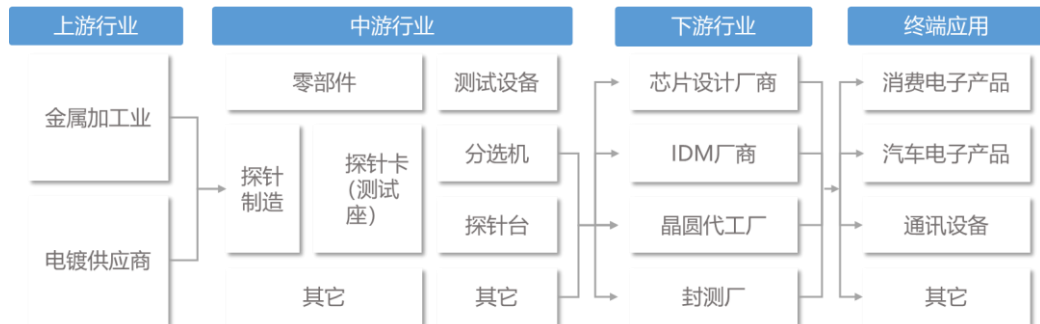 上游行业
中游行业
下游行业
终端应用
金属加工业
电镀供应商
零部件
测试设备
探针
制造
探针卡
(测试
座）
分选机
探针台
其它
其它
芯片设计厂商
IDM厂商
晶圆代工厂
封测厂
消费电子产品
汽车电子产品
通讯设备
其它